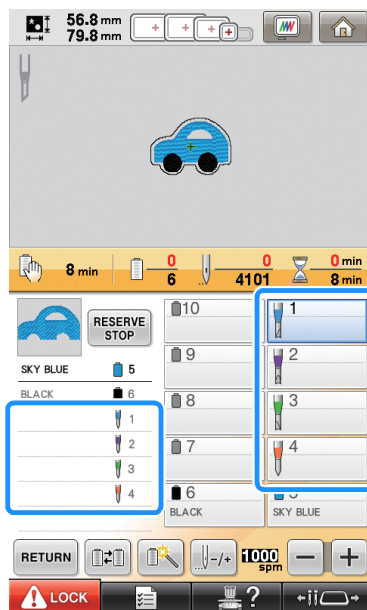 56.8 mm
79.8 mm
8 min
0
6
0
4101
0 min
8 min
RESERVE
STOP
SKY BLUE 5
BLACK 6
1
2
3
4
10
1
9
2
8
3
7
4
6
BLACK
SKY BLUE
RETURN
-/+
1000
spm
-
+
LOCK
?